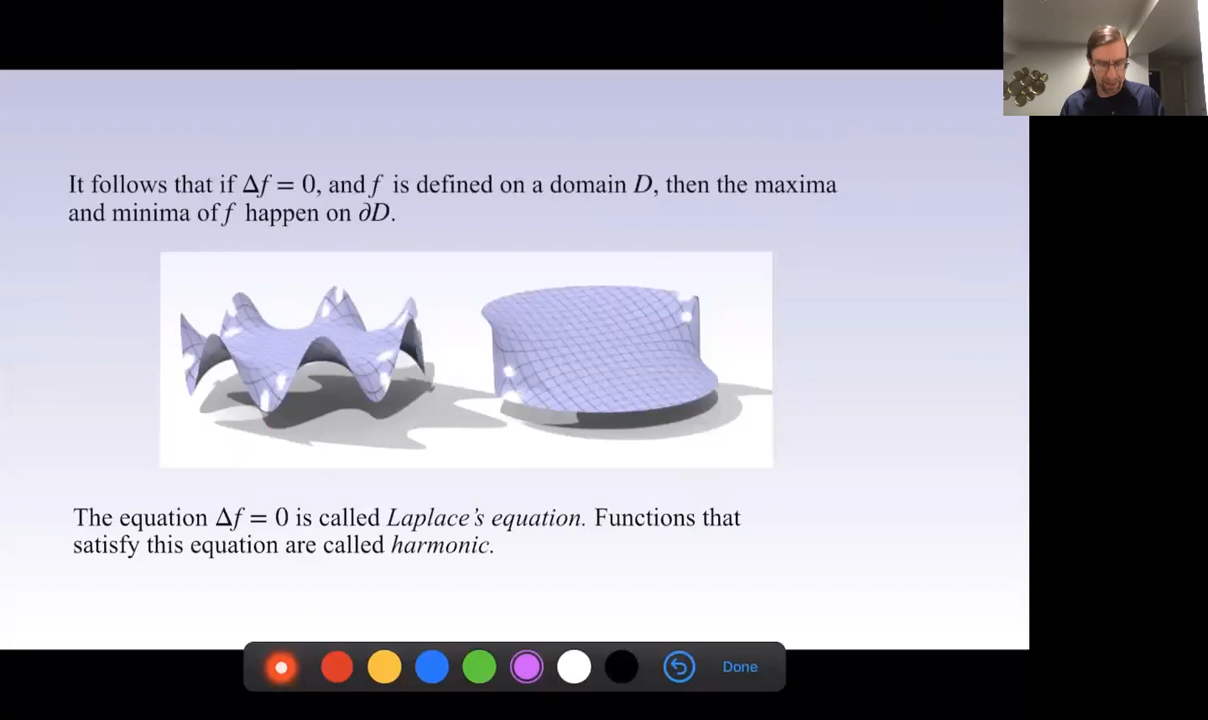 It follows that if Δf = 0, and f is defined on a domain D, then the maxima
and minima of f happen on ∂D.
The equation Δf = 0 is called Laplace's equation. Functions that
satisfy this equation are called harmonic.
Done